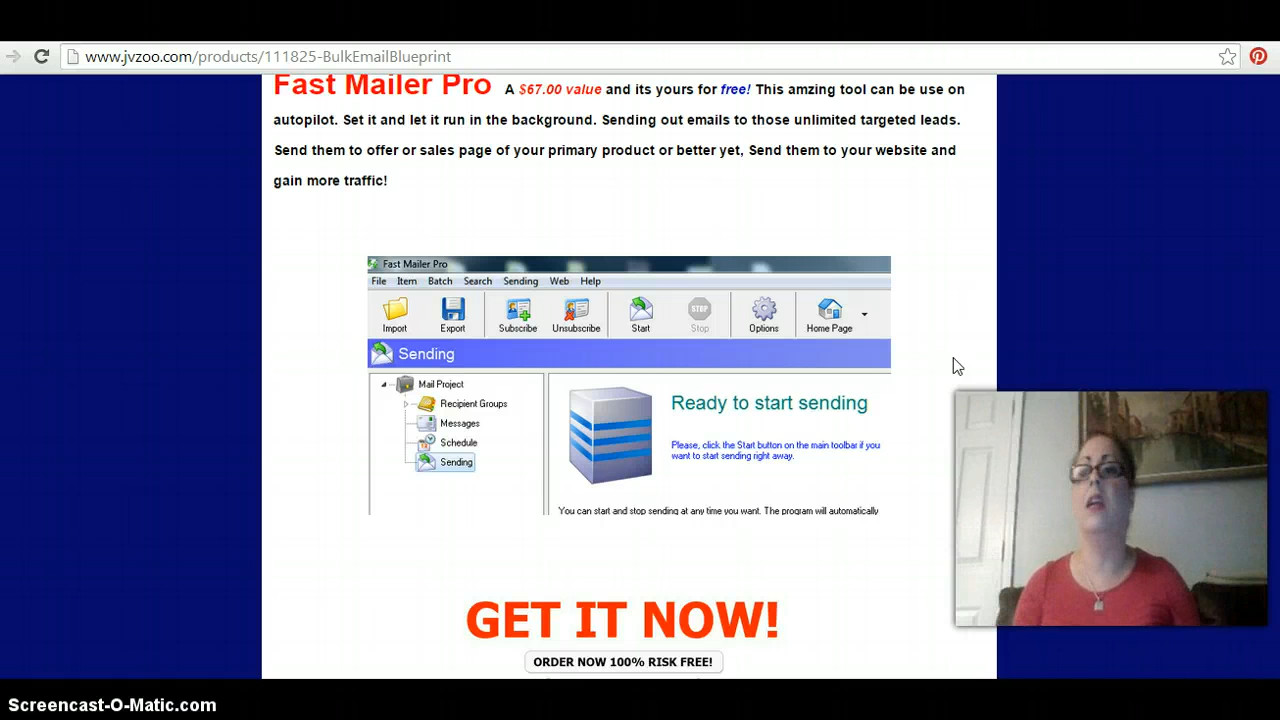 www.jvzoo.com/products/111825-BulkEmailBlueprint
Fast Mailer Pro A $67.00 value and its yours for free! This amzing tool can be use on
autopilot. Set it and let it run in the background. Sending out emails to those unlimited targeted leads.
Send them to offer or sales page of your primary product or better yet, Send them to your website and
gain more traffic!
Fast Mailer Pro
File Item Batch Search Sending Web Help
Import Export Subscribe Unsubscribe Start Stop Options Home Page
STOP
Sending
Mail Project
Recipient Groups
Messages
Schedule
Sending
Ready to start sending
Please, click the Start button on the main toolbar if you
want to start sending right away.
You can start and stop sending at any time you want. The program will automatically
GET IT NOW!
ORDER NOW 100% RISK FREE!
Screencast-O-Matic.com